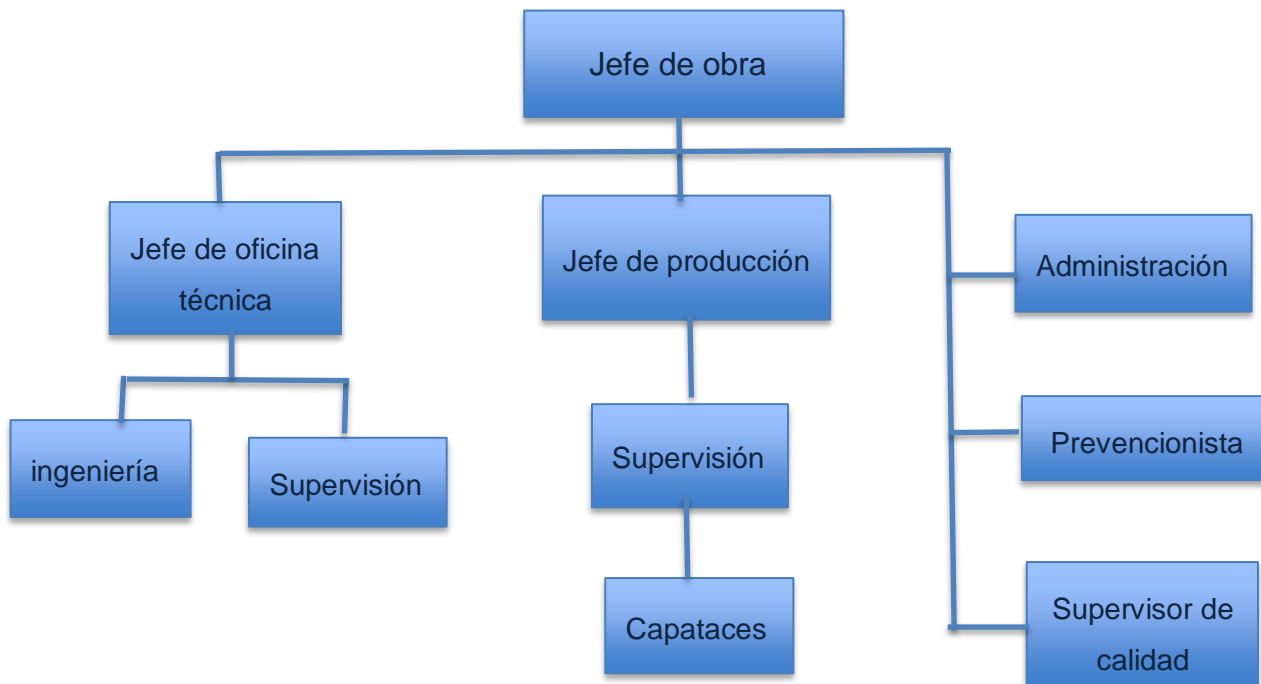 Jefe de obra
Jefe de oficina
técnica
Jefe de producción
Administración
ingeniería
Supervisión
Supervisión
Prevencionista
Capataces
Supervisor de
calidad